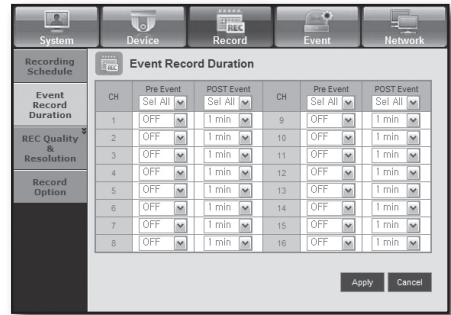 System Device Record Event Network
REC
Recording
Schedule
Event
Record
Duration
REC Quality
&
Resolution
Record
Option
REC
Event Record Duration
CH Pre Event POST Event CH Pre Event POST Event
Sel All Sel All Sel All Sel All
1 OFF 1 min 9 OFF 1 min
2 OFF 1 min 10 OFF 1 min
3 OFF 1 min 11 OFF 1 min
4 OFF 1 min 12 OFF 1 min
5 OFF 1 min 13 OFF 1 min
6 OFF 1 min 14 OFF 1 min
7 OFF 1 min 15 OFF 1 min
8 OFF 1 min 16 OFF 1 min
Apply Cancel